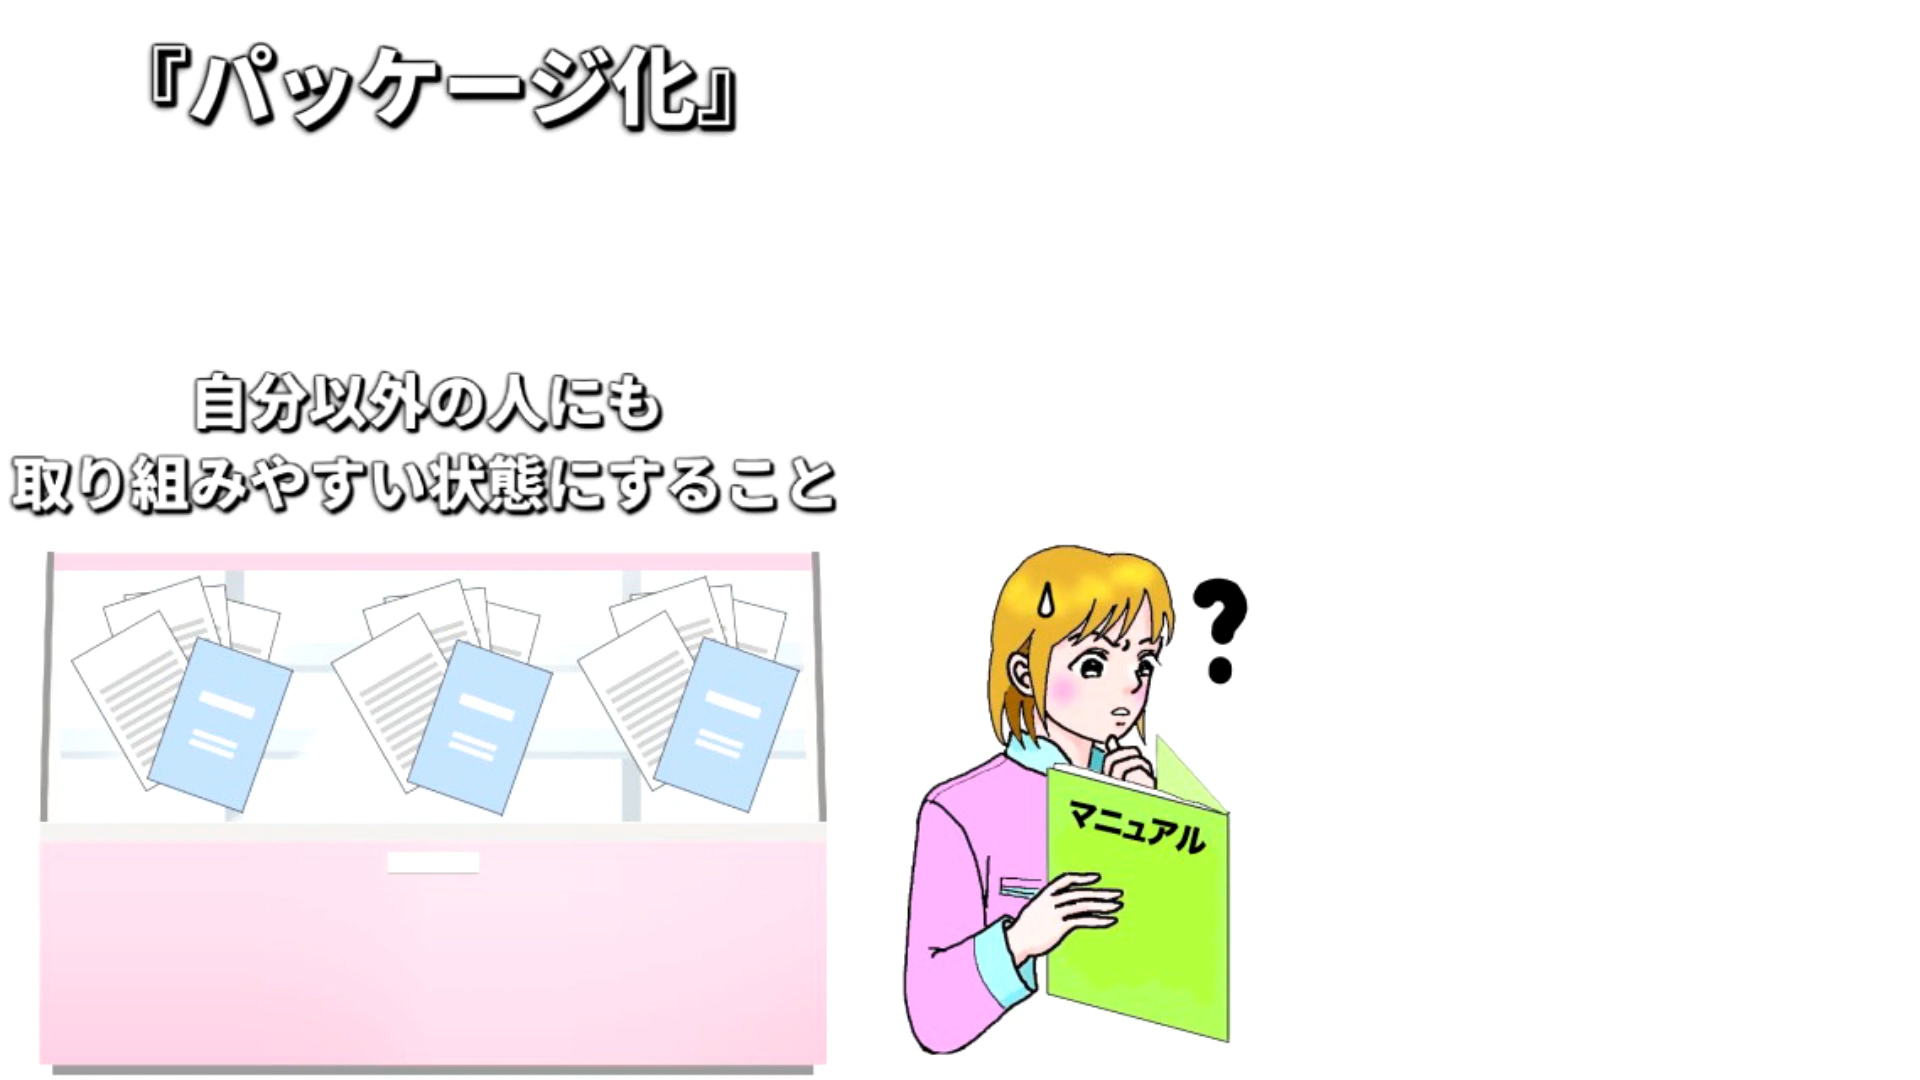 『パッケージ化』
自分以外の人にも
取り組みやすい状態にすること
?
マニュアル